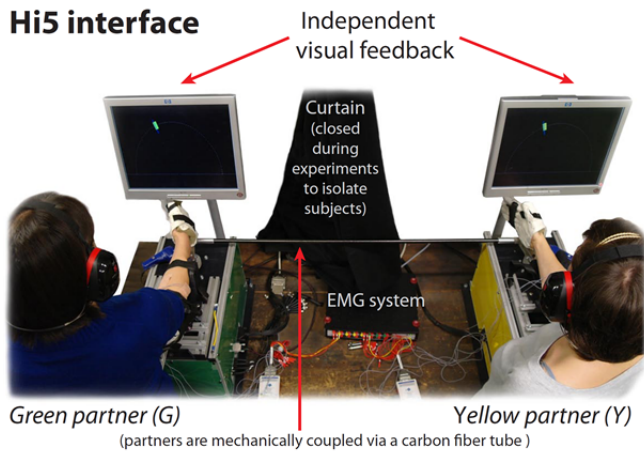 Hi5 interface
Independent
visual feedback
Curtain
(closed
during
experiments
to isolate
subjects)
EMG system
Green partner (G)
Yellow partner (Y)
(partners are mechanically coupled via a carbon fiber tube )